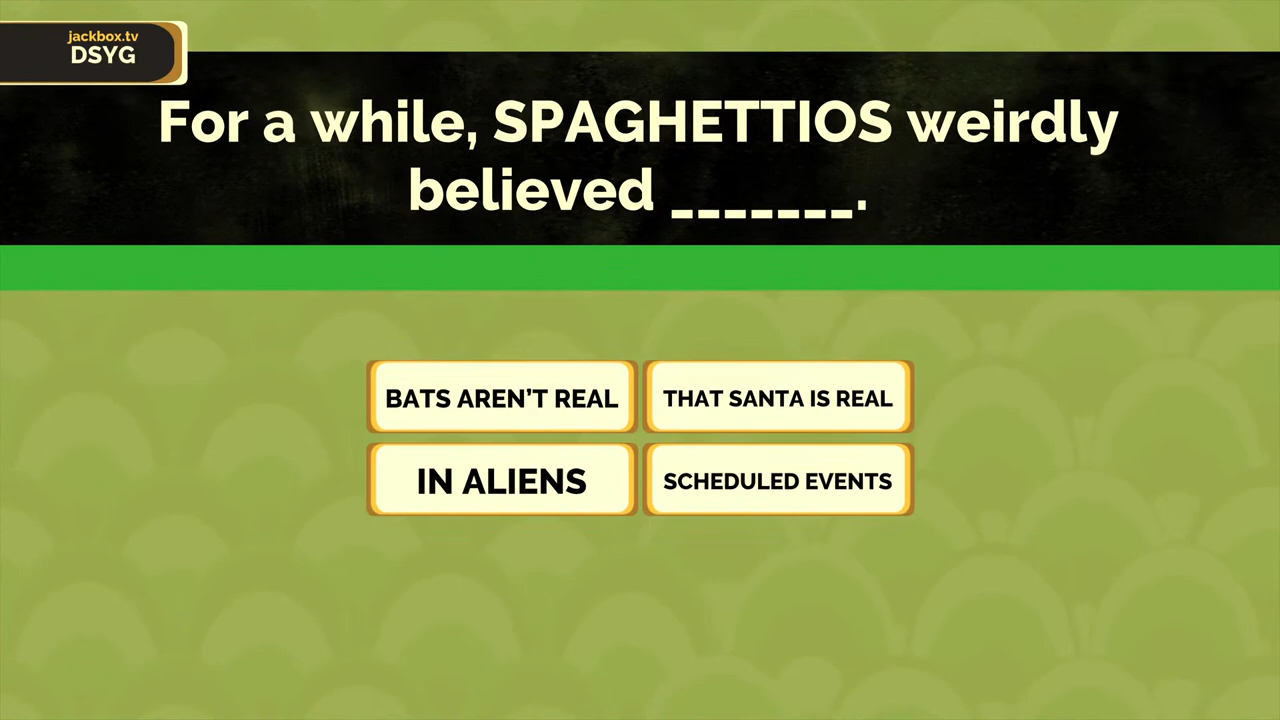 jackbox.tv
DSYG
For a while, SPAGHETTIOS weirdly
believed _______.
BATS AREN'T REAL
THAT SANTA IS REAL
IN ALIENS
SCHEDULED EVENTS